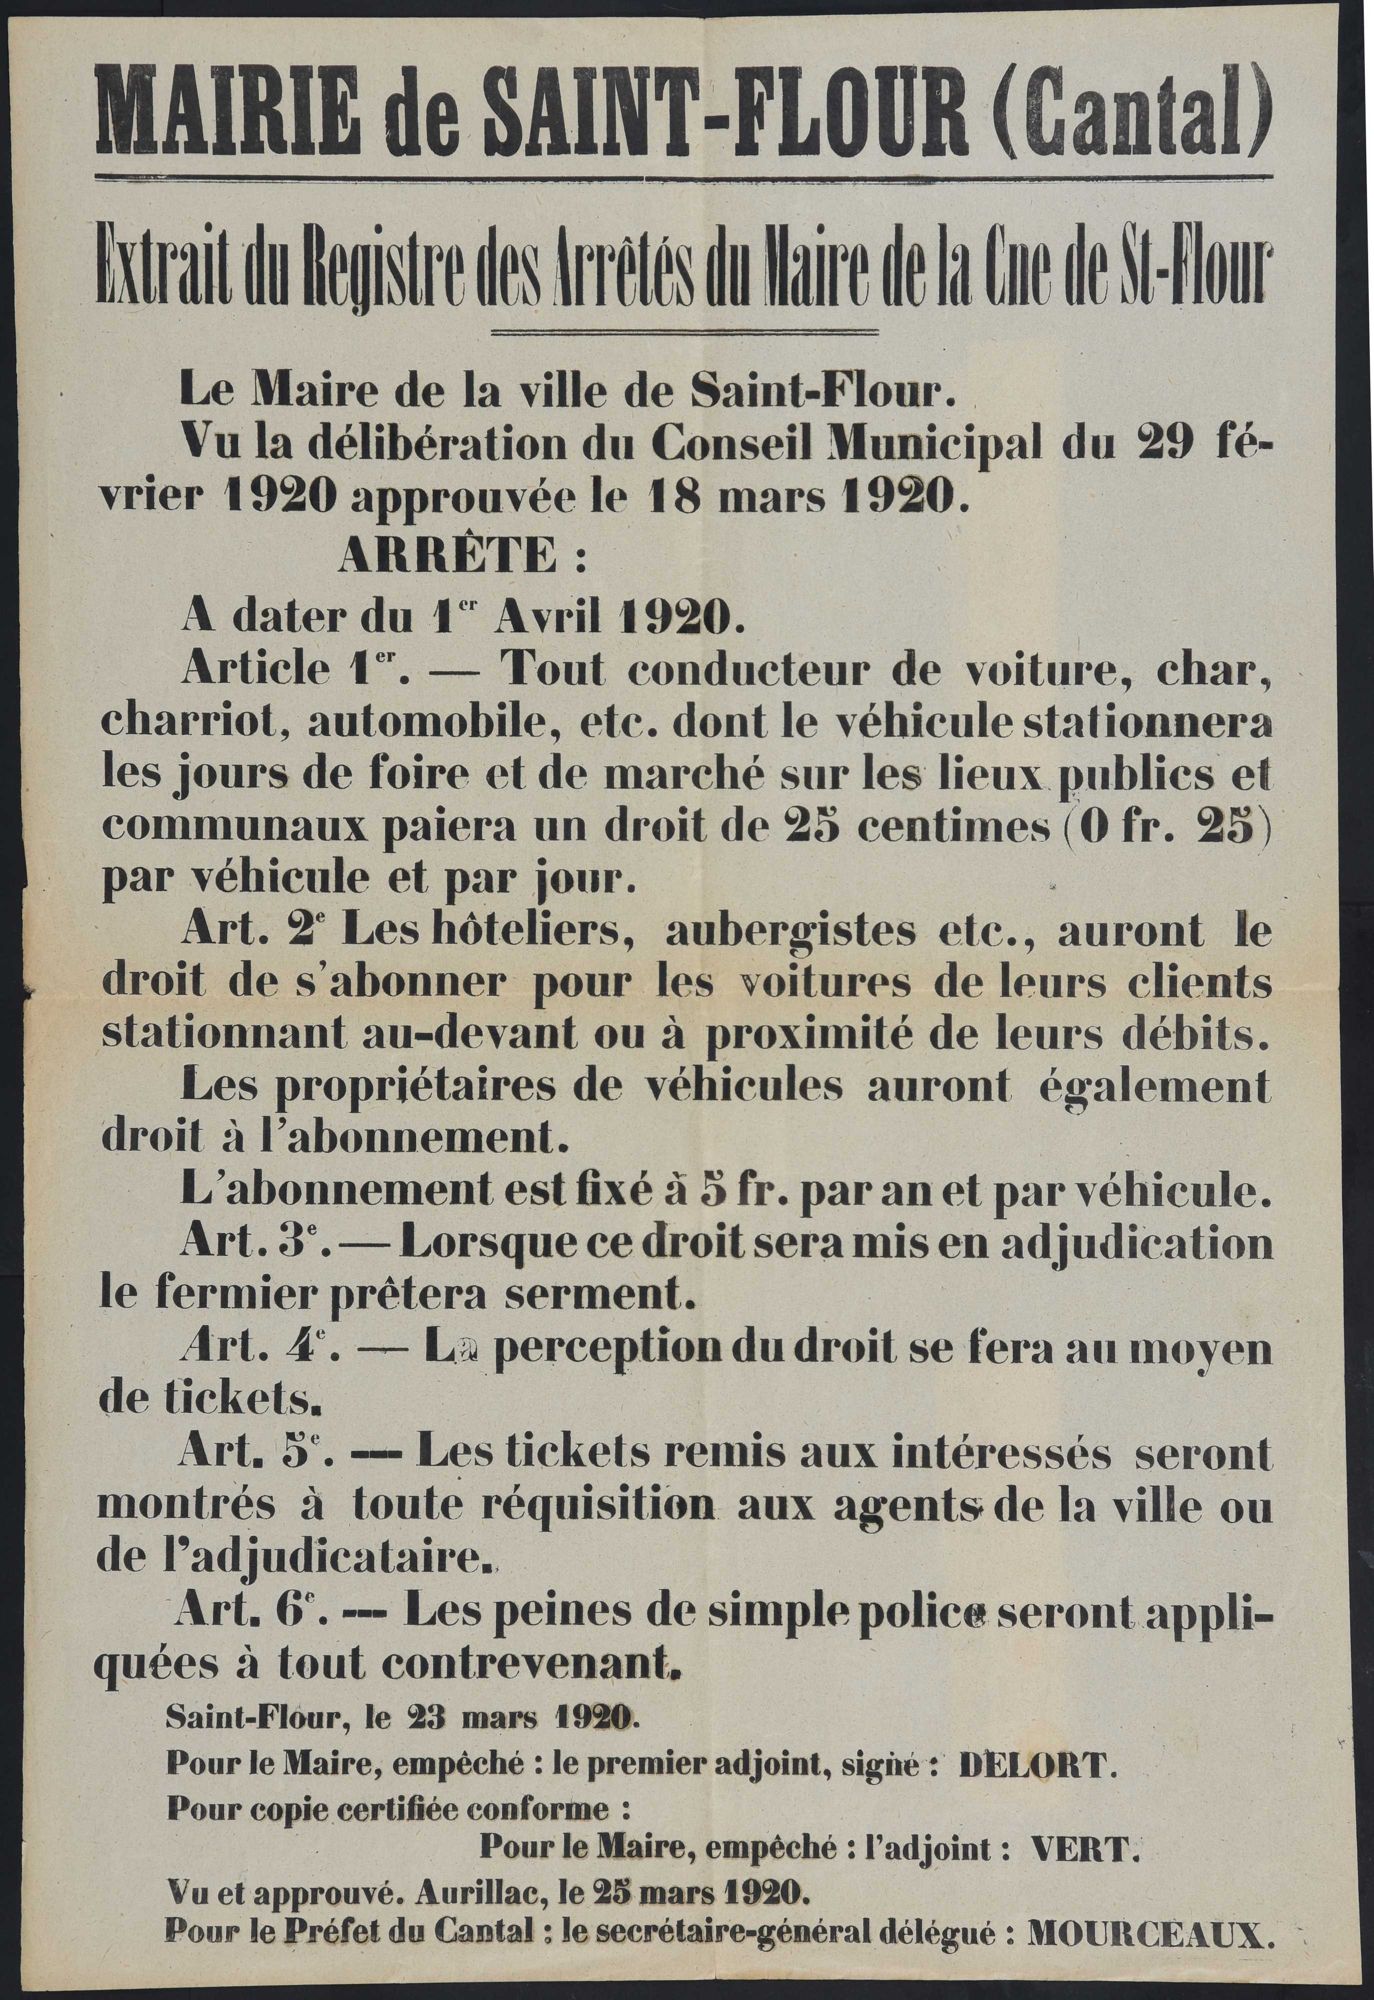 MAIRIE de SAINT-FLOUR (Cantal)
Extrait du Registre des Arrêtés du Maire de la Cne de St-Flour
Le Maire de la ville de Saint-Flour.
Vu la délibération du Conseil Municipal du 29 fé-
vrier 1920 approuvée le 18 mars 1920.
ARRÊTE :
A dater du 1er Avril 1920.
Article 1er. — Tout conducteur de voiture, char,
charriot, automobile, etc. dont le véhicule stationnera
les jours de foire et de marché sur les lieux publics et
communaux paiera un droit de 25 centimes (0 fr. 25)
par véhicule et par jour.
Art. 2e Les hôteliers, aubergistes etc., auront le
droit de s'abonner pour les voitures de leurs clients
stationnant au-devant ou à proximité de leurs débits.
Les propriétaires de véhicules auront également
droit à l'abonnement.
L'abonnement est fixé à 5 fr. par an et par véhicule.
Art. 3e. — Lorsque ce droit sera mis en adjudication
le fermier prêtera serment.
Art. 4e. — La perception du droit se fera au moyen
de tickets.
Art. 5e. — Les tickets remis aux intéressés seront
montrés à toute réquisition aux agents de la ville ou
de l'adjudicataire.
Art. 6e. --- Les peines de simple police seront appli-
quées à tout contrevenant.
Saint-Flour, le 23 mars 1920.
Pour le Maire, empêché : le premier adjoint, signé : DELORT.
Pour copie certifiée conforme :
Pour le Maire, empêché : l'adjoint : VERT.
Vu et approuvé. Aurillac, le 25 mars 1920.
Pour le Préfet du Cantal : le secrétaire-général délégué : MOURCEAUX.